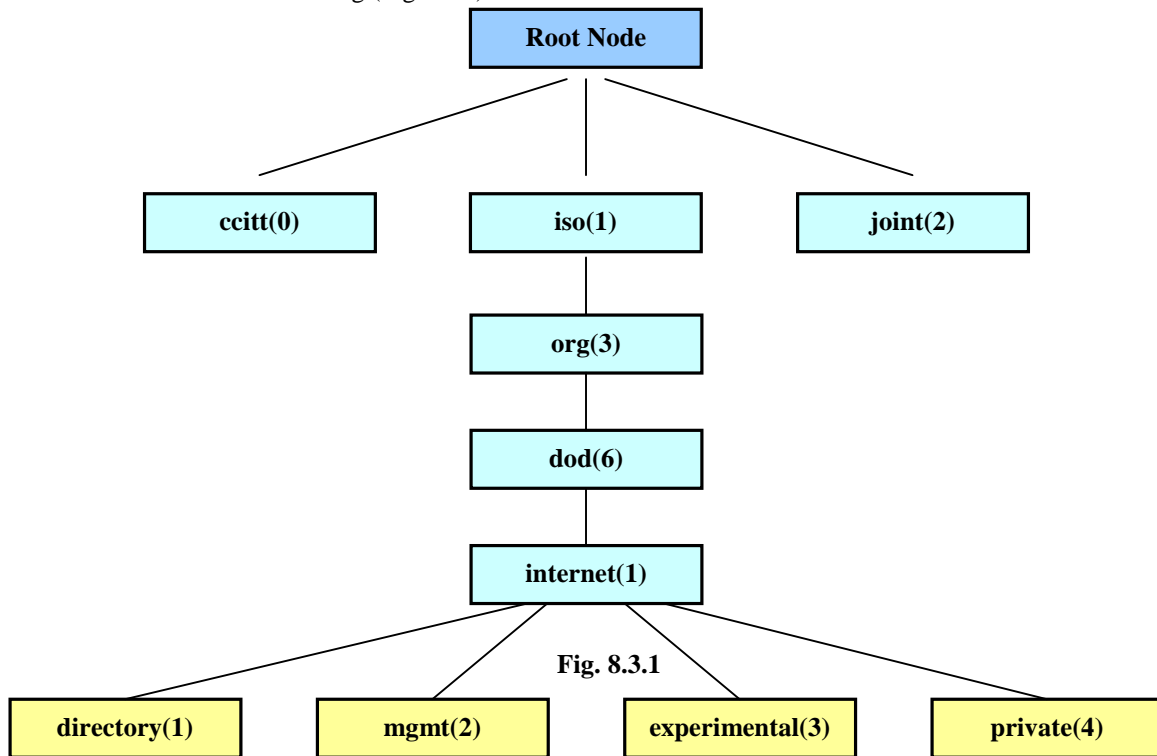 Root Node
ccitt(0)
iso(1)
joint(2)
org(3)
dod(6)
internet(1)
Fig. 8.3.1
directory(1)
mgmt(2)
experimental(3)
private(4)